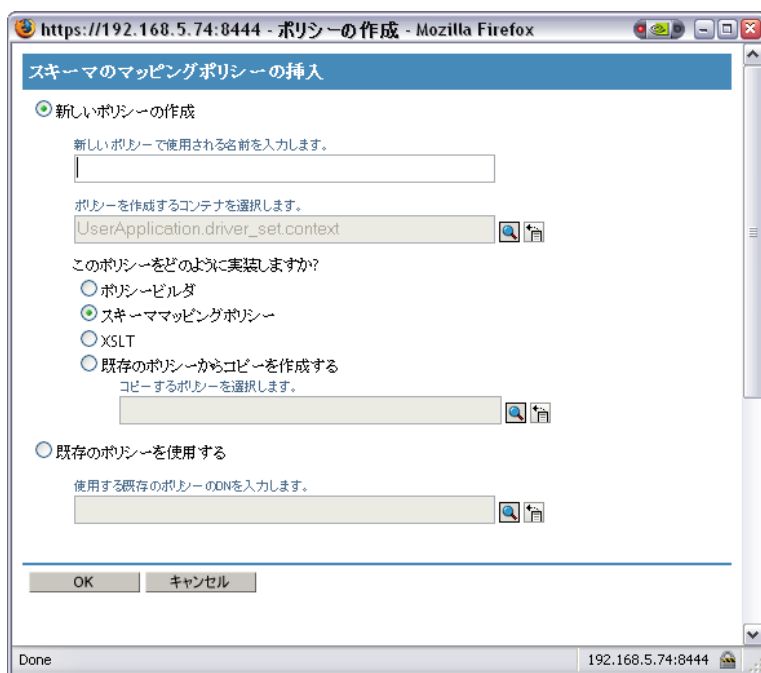 https://192.168.5.74:8444 - ポリシーの作成 - Mozilla Firefox
スキーマのマッピングポリシーの挿入
新しいポリシーの作成
新しいポリシーで使用される名前を入力します。
ポリシーを作成するコンテナを選択します。
UserApplication.driver_set.context
このポリシーをどのように実装しますか?
ポリシービルダ
スキーママッピングポリシー
XSLT
既存のポリシーからコピーを作成する
コピーするポリシーを選択します。
既存のポリシーを使用する
使用する既存のポリシーのDNを入力します。
OK キャンセル
Done 192.168.5.74:8444